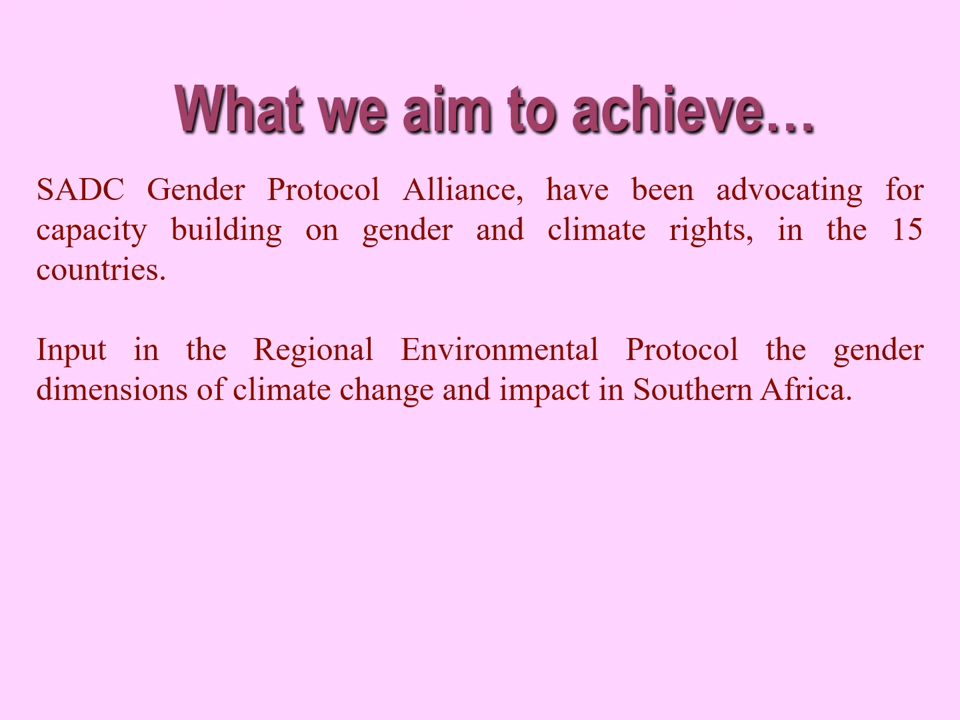 What we aim to achieve…
SADC Gender Protocol Alliance, have been advocating for
capacity building on gender and climate rights, in the 15
countries.
Input in the Regional Environmental Protocol the gender
dimensions of climate change and impact in Southern Africa.